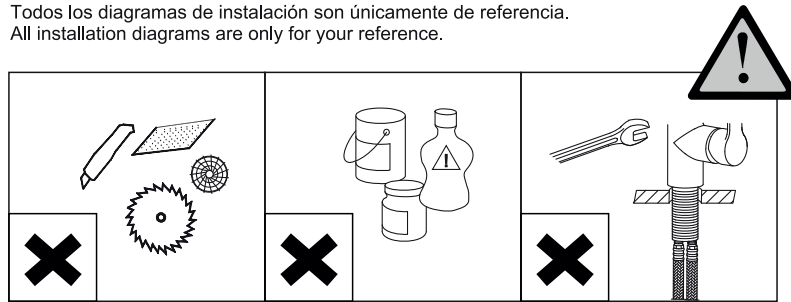 Todos los diagramas de instalación son únicamente de referencia.
All installation diagrams are only for your reference.
!
!